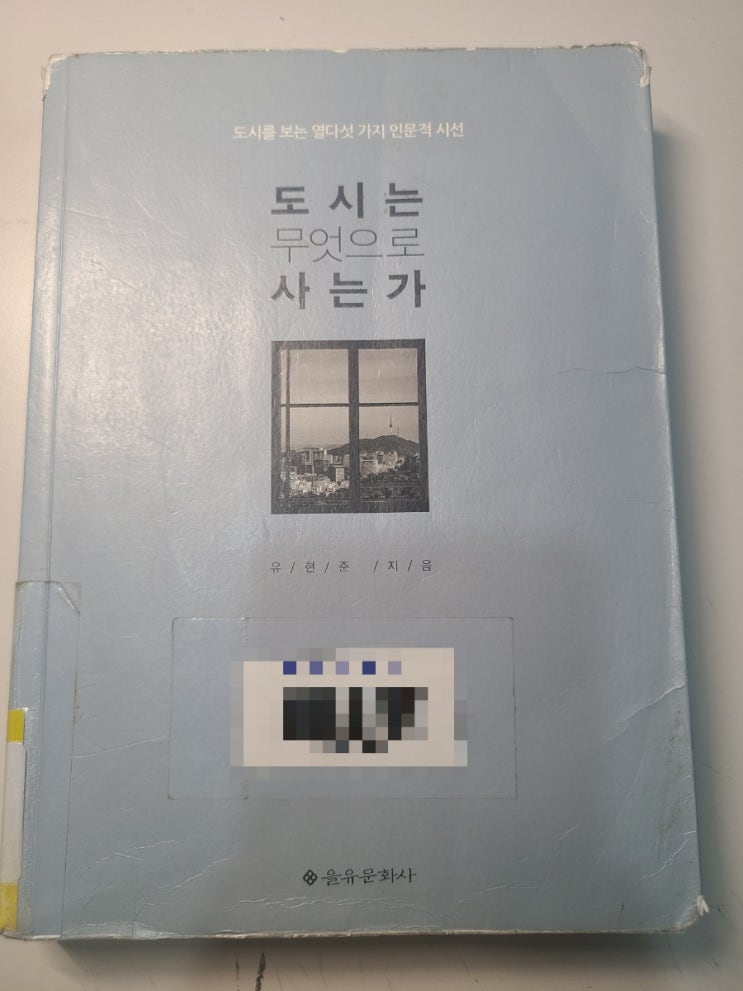 도시를 보는 열다섯 가지 인문적 시선
도시는
무엇으로
사는가
유/현/준 /지/음
을유문화사